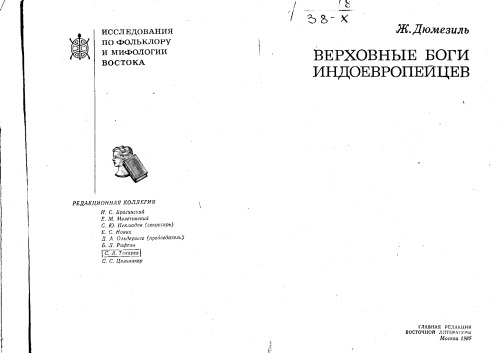 ИССЛЕДОВАНИЯ
ПО ФОЛЬКЛОРУ
И МИФОЛОГИИ
ВОСТОКА
РЕДАКЦИОННАЯ КОЛЛЕГИЯ
И. С. Брагинский
Е. М. Мелетинский
С. Ю. Неклюдов (секретарь)
Е. С. Новик
Д. А. Ольдерогге (председатель)
Б. Л. Рифтин
С. А. Токарев
С. С. Цельникер
38-X
Ж. Дюмезиль
ВЕРХОВНЫЕ БОГИ
ИНДОЕВРОПЕЙЦЕВ
ГЛАВНАЯ РЕДАКЦИЯ
ВОСТОЧНОЙ ЛИТЕРАТУРЫ
Москва 1986